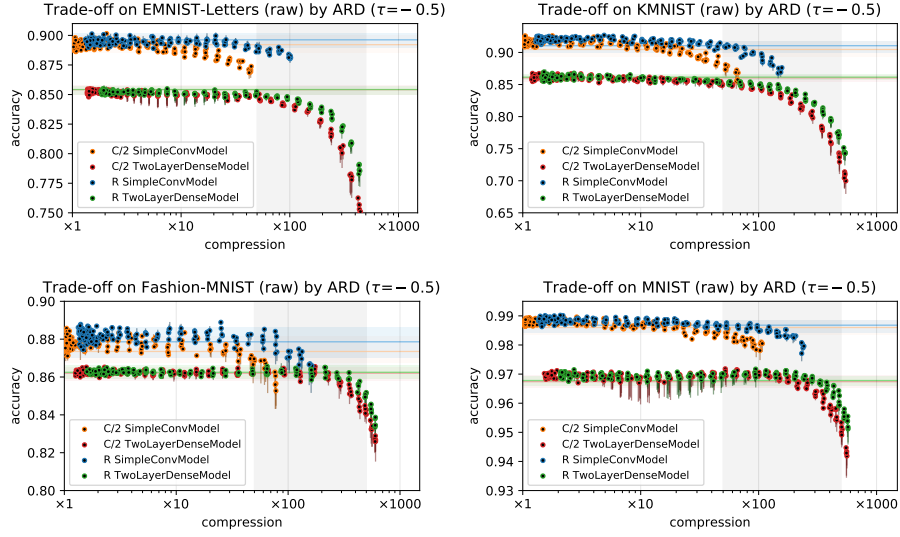 Trade-off on EMNIST-Letters (raw) by ARD (τ=−0.5)
0.900
0.875
0.850
0.825
0.800
0.775
0.750
accuracy
C/2 SimpleConvModel
C/2 TwoLayerDenseModel
R SimpleConvModel
R TwoLayerDenseModel
×1
×10
×100
×1000
compression
Trade-off on KMNIST (raw) by ARD (τ=−0.5)
0.90
0.85
0.80
0.75
0.70
0.65
accuracy
C/2 SimpleConvModel
C/2 TwoLayerDenseModel
R SimpleConvModel
R TwoLayerDenseModel
×1
×10
×100
×1000
compression
Trade-off on Fashion-MNIST (raw) by ARD (τ=−0.5)
0.90
0.88
0.86
0.84
0.82
0.80
accuracy
C/2 SimpleConvModel
C/2 TwoLayerDenseModel
R SimpleConvModel
R TwoLayerDenseModel
×1
×10
×100
×1000
compression
Trade-off on MNIST (raw) by ARD (τ=−0.5)
0.99
0.98
0.97
0.96
0.95
0.94
0.93
accuracy
C/2 SimpleConvModel
C/2 TwoLayerDenseModel
R SimpleConvModel
R TwoLayerDenseModel
×1
×10
×100
×1000
compression